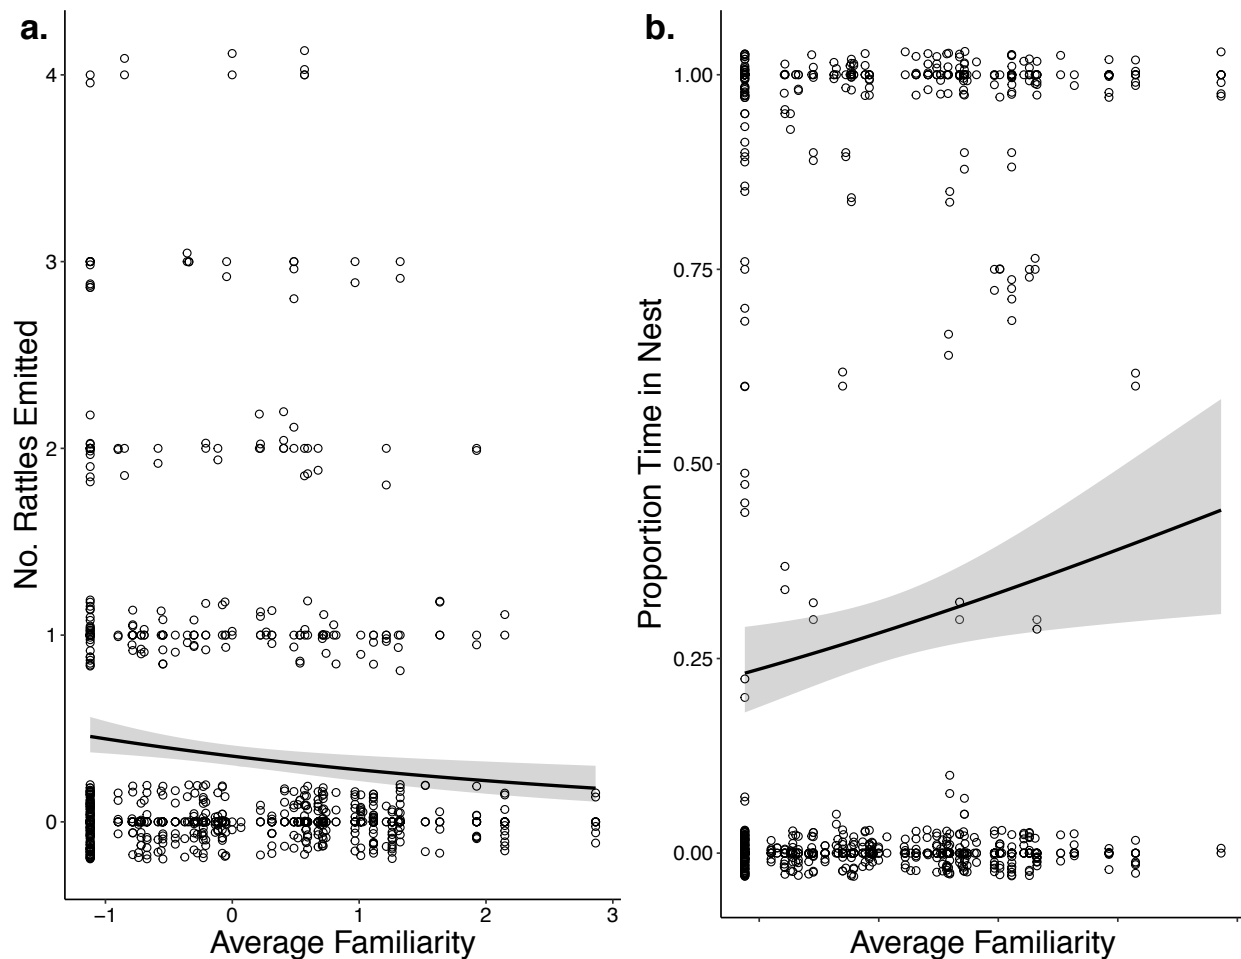 a.
No. Rattles Emitted
4
3
2
1
0
−1 0 1 2 3
Average Familiarity
b.
Proportion Time in Nest
1.00
0.75
0.50
0.25
0.00
Average Familiarity